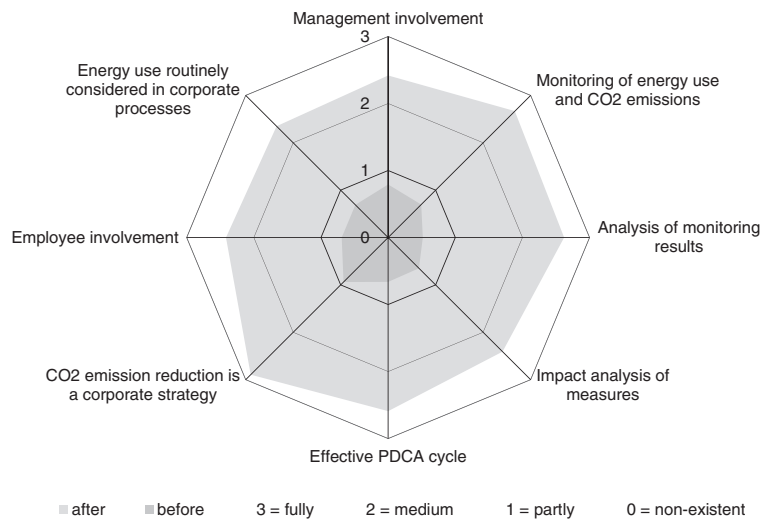 Management involvement
3
Energy use routinely
considered in corporate
processes
Monitoring of energy use
and CO2 emissions
2
1
Employee involvement
0
Analysis of monitoring
results
CO2 emission reduction is
a corporate strategy
Impact analysis of
measures
Effective PDCA cycle
after before 3 = fully 2 = medium 1 = partly 0 = non-existent